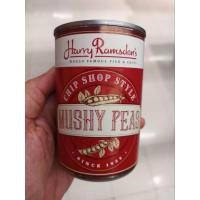 Harry Ramsden's
WORLD FAMOUS FISH & CHIPS
CHIP SHOP STYLE
MUSHY PEAS
SINCE 1928